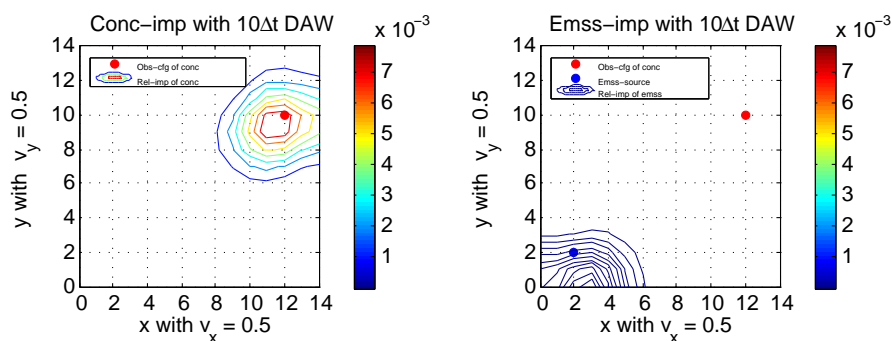 Conc-imp with 10Δt DAW
x 10⁻³
14
12
10
8
6
4
2
0
0 2 4 6 8 10 12 14
y with v_y = 0.5
x with v_x = 0.5
Obs-cfg of conc
Rel-imp of conc
7
6
5
4
3
2
1
Emss-imp with 10Δt DAW
x 10⁻³
14
12
10
8
6
4
2
0
0 2 4 6 8 10 12 14
y with v_y = 0.5
x with v_x = 0.5
Obs-cfg of conc
Emss-source
Rel-imp of emss
7
6
5
4
3
2
1